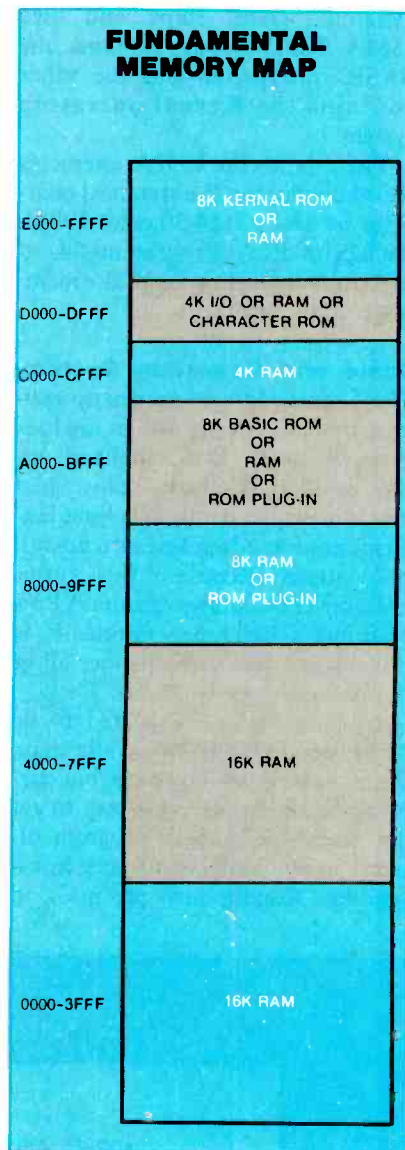 FUNDAMENTAL
MEMORY MAP
E000-FFFF
8K KERNAL ROM
OR
RAM
D000-DFFF
4K I/O OR RAM OR
CHARACTER ROM
C000-CFFF
4K RAM
A000-BFFF
8K BASIC ROM
OR
RAM
OR
ROM PLUG-IN
8000-9FFF
8K RAM
OR
ROM PLUG-IN
4000-7FFF
16K RAM
0000-3FFF
16K RAM